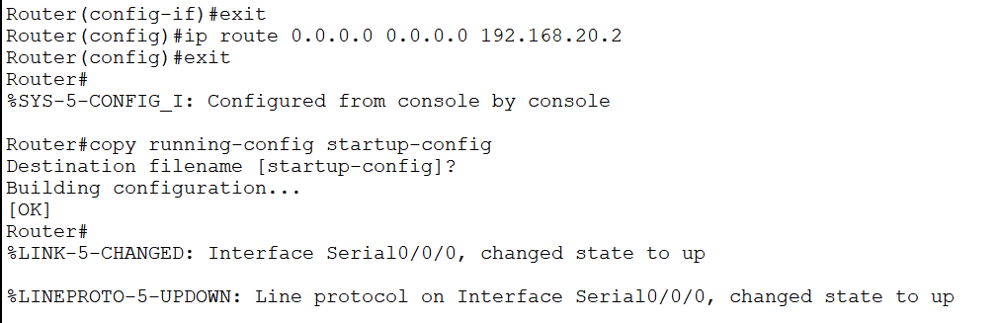 Router(config-if)#exit
Router(config)#ip route 0.0.0.0 0.0.0.0 192.168.20.2
Router(config)#exit
Router#
%SYS-5-CONFIG_I: Configured from console by console
Router#copy running-config startup-config
Destination filename [startup-config]?
Building configuration...
[OK]
Router#
%LINK-5-CHANGED: Interface Serial0/0/0, changed state to up
%LINEPROTO-5-UPDOWN: Line protocol on Interface Serial0/0/0, changed state to up